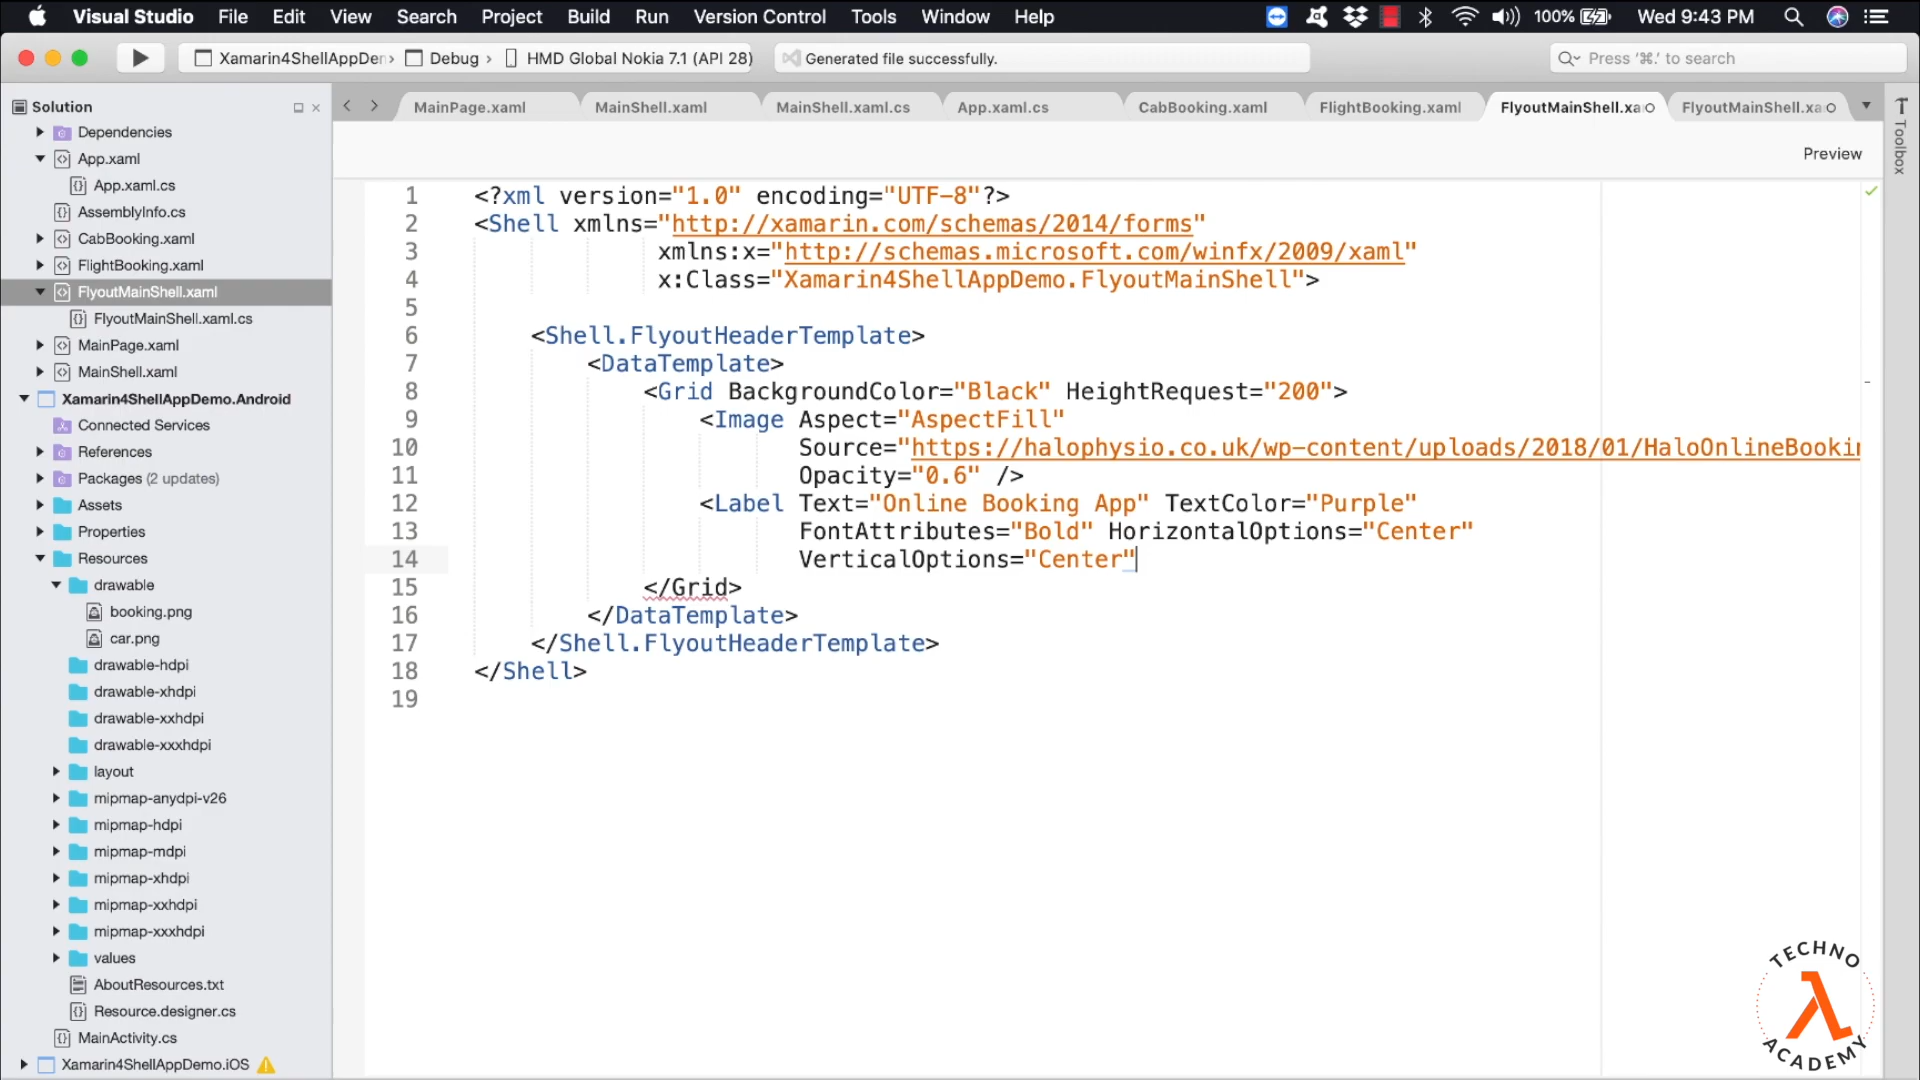 Visual Studio File Edit View Search Project Build Run Version Control Tools Window Help 100% Wed 9:43 PM
Xamarin4ShellAppDer › Debug › HMD Global Nokia 7.1 (API 28) Generated file successfully. Press ‘⌘.’ to search
Solution
Dependencies
App.xaml
App.xaml.cs
AssemblyInfo.cs
CabBooking.xaml
FlightBooking.xaml
FlyoutMainShell.xaml
FlyoutMainShell.xaml.cs
MainPage.xaml
MainShell.xaml
Xamarin4ShellAppDemo.Android
Connected Services
References
Packages (2 updates)
Assets
Properties
Resources
drawable
booking.png
car.png
drawable-hdpi
drawable-xhdpi
drawable-xxhdpi
drawable-xxxhdpi
layout
mipmap-anydpi-v26
mipmap-hdpi
mipmap-mdpi
mipmap-xhdpi
mipmap-xxhdpi
mipmap-xxxhdpi
values
AboutResources.txt
Resource.designer.cs
MainActivity.cs
Xamarin4ShellAppDemo.iOS
MainPage.xaml MainShell.xaml MainShell.xaml.cs App.xaml.cs CabBooking.xaml FlightBooking.xaml FlyoutMainShell.xa FlyoutMainShell.xa
Preview
Toolbox
1 <?xml version="1.0" encoding="UTF-8"?>
2 <Shell xmlns="http://xamarin.com/schemas/2014/forms"
3 xmlns:x="http://schemas.microsoft.com/winfx/2009/xaml"
4 x:Class="Xamarin4ShellAppDemo.FlyoutMainShell">
5
6 <Shell.FlyoutHeaderTemplate>
7 <DataTemplate>
8 <Grid BackgroundColor="Black" HeightRequest="200">
9 <Image Aspect="AspectFill"
10 Source="https://halophysio.co.uk/wp-content/uploads/2018/01/HaloOnlineBookin
11 Opacity="0.6" />
12 <Label Text="Online Booking App" TextColor="Purple"
13 FontAttributes="Bold" HorizontalOptions="Center"
14 VerticalOptions="Center"
15 </Grid>
16 </DataTemplate>
17 </Shell.FlyoutHeaderTemplate>
18 </Shell>
19
TECHNO
ACADEMY